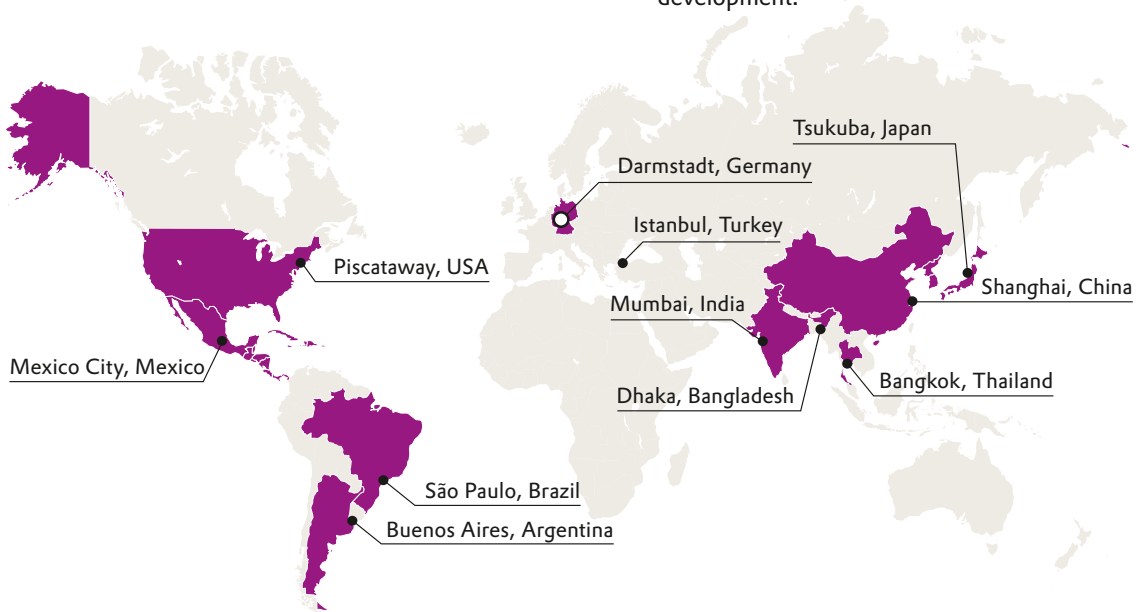 development.
Tsukuba, Japan
Darmstadt, Germany
Istanbul, Turkey
Piscataway, USA
Shanghai, China
Mumbai, India
Mexico City, Mexico
Bangkok, Thailand
Dhaka, Bangladesh
São Paulo, Brazil
Buenos Aires, Argentina